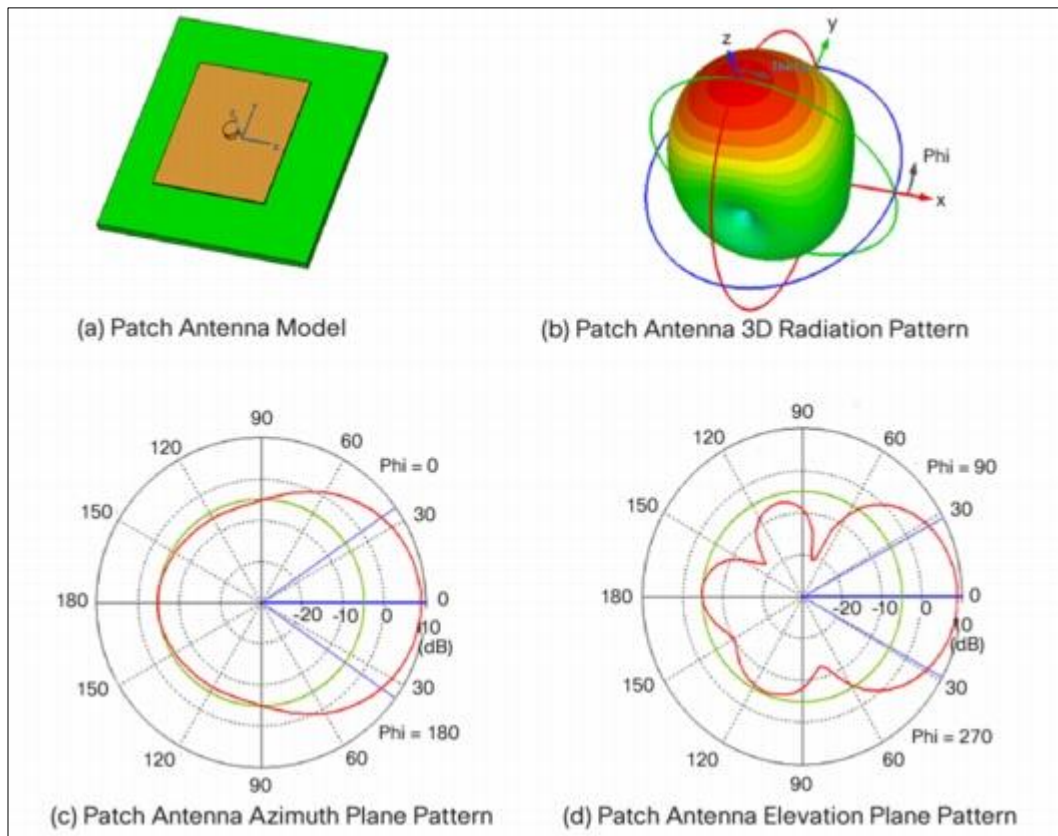 z
y
Phi
x
(a) Patch Antenna Model
(b) Patch Antenna 3D Radiation Pattern
90
120
60
Phi = 0
150
30
180
-20 -10 0 10
0
(dB)
150
30
Phi = 180
120
60
90
(c) Patch Antenna Azimuth Plane Pattern
90
120
60
Phi = 90
150
30
180
-20 -10 0 10
0
(dB)
150
30
Phi = 270
120
60
90
(d) Patch Antenna Elevation Plane Pattern